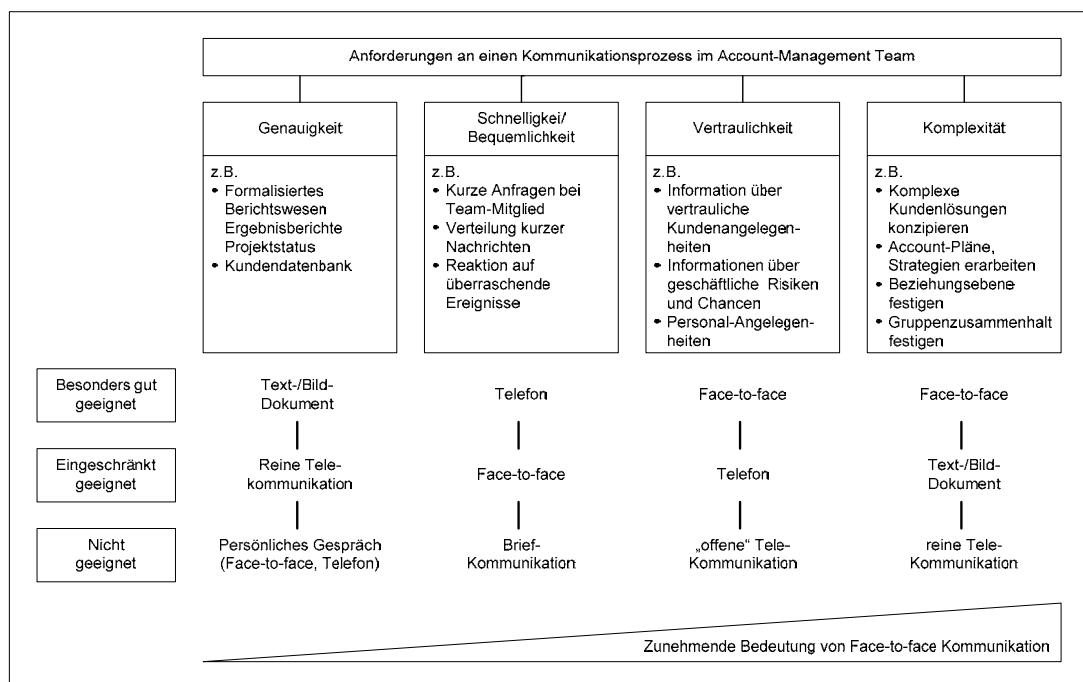 Anforderungen an einen Kommunikationsprozess im Account-Management Team
Genauigkeit
z.B.
• Formalisiertes
Berichtswesen
Ergebnisberichte
Projektstatus
• Kundendatenbank
Schnelligkei/
Bequemlichkeit
z.B.
• Kurze Anfragen bei
Team-Mitglied
• Verteilung kurzer
Nachrichten
• Reaktion auf
überraschende
Ereignisse
Vertraulichkeit
z.B.
• Information über
vertrauliche
Kundenangelegen-
heiten
• Informationen über
geschäftliche Risiken
und Chancen
• Personal-Angelegen-
heiten
Komplexität
z.B.
• Komplexe
Kundenlösungen
konzipieren
• Account-Pläne,
Strategien erarbeiten
• Beziehungsebene
festigen
• Gruppenzusammenhalt
festigen
Besonders gut
geeignet
Text-/Bild-
Dokument
Telefon
Face-to-face
Face-to-face
Eingeschränkt
geeignet
Reine Tele-
kommunikation
Face-to-face
Telefon
Text-/Bild-
Dokument
Nicht
geeignet
Persönliches Gespräch
(Face-to-face, Telefon)
Brief-
Kommunikation
„offene“ Tele-
Kommunikation
reine Tele-
Kommunikation
Zunehmende Bedeutung von Face-to-face Kommunikation